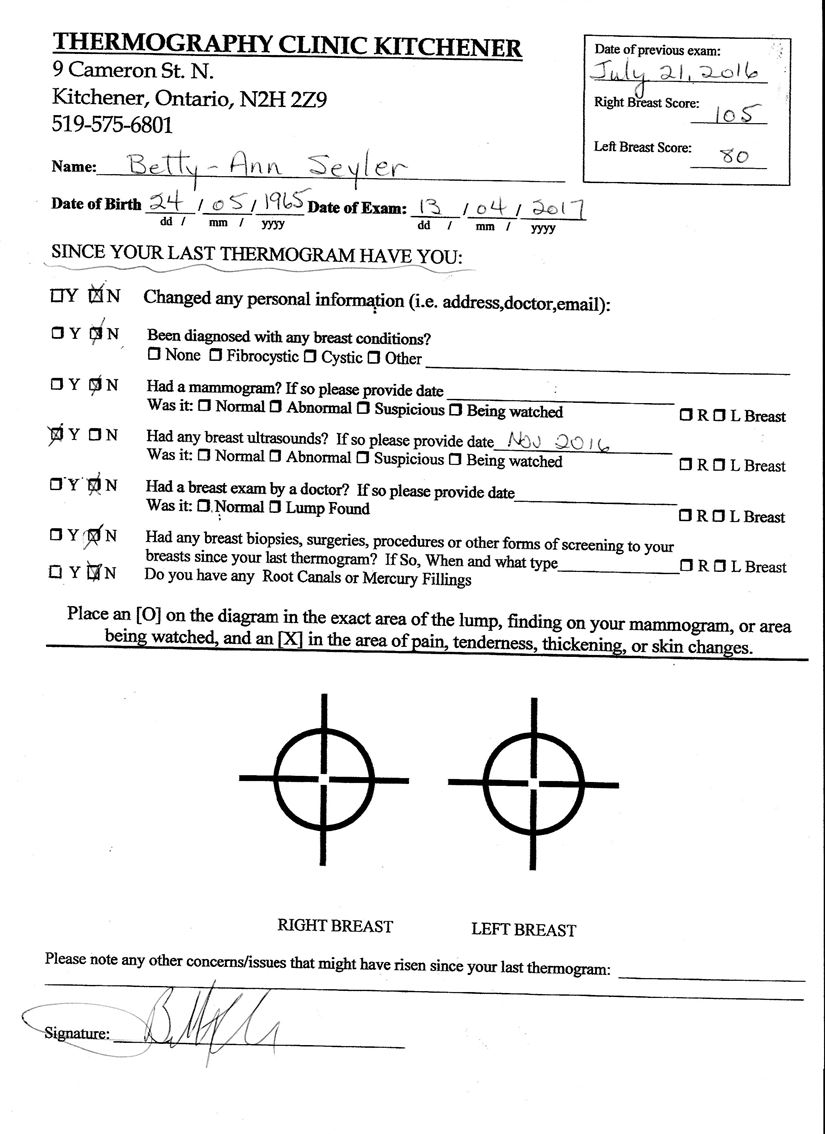 THERMOGRAPHY CLINIC KITCHENER
9 Cameron St. N.
Kitchener, Ontario, N2H 2Z9
519-575-6801
Date of previous exam:
July 21, 2016
Right Breast Score: 105
Left Breast Score: 80
Name: Betty-Ann Seyler
Date of Birth 24 / 05 / 1965 Date of Exam: 13 / 04 / 2017
dd / mm / yyyy dd / mm / yyyy
SINCE YOUR LAST THERMOGRAM HAVE YOU:
☐Y ☒N Changed any personal information (i.e. address,doctor,email):
☐ Y ☒ N Been diagnosed with any breast conditions?
☐ None ☐ Fibrocystic ☐ Cystic ☐ Other
☐ Y ☒ N Had a mammogram? If so please provide date
Was it: ☐ Normal ☐ Abnormal ☐ Suspicious ☐ Being watched ☐ R ☐ L Breast
☒ Y ☐ N Had any breast ultrasounds? If so please provide date Nov 2016
Was it: ☐ Normal ☐ Abnormal ☐ Suspicious ☐ Being watched ☐ R ☐ L Breast
☐ Y ☒ N Had a breast exam by a doctor? If so please provide date
Was it: ☐ Normal ☐ Lump Found ☐ R ☐ L Breast
☐ Y ☒ N Had any breast biopsies, surgeries, procedures or other forms of screening to your
breasts since your last thermogram? If So, When and what type ☐ R ☐ L Breast
☐ Y ☒ N Do you have any Root Canals or Mercury Fillings
Place an [O] on the diagram in the exact area of the lump, finding on your mammogram, or area
being watched, and an [X] in the area of pain, tenderness, thickening, or skin changes.
RIGHT BREAST LEFT BREAST
Please note any other concerns/issues that might have risen since your last thermogram:
Signature: